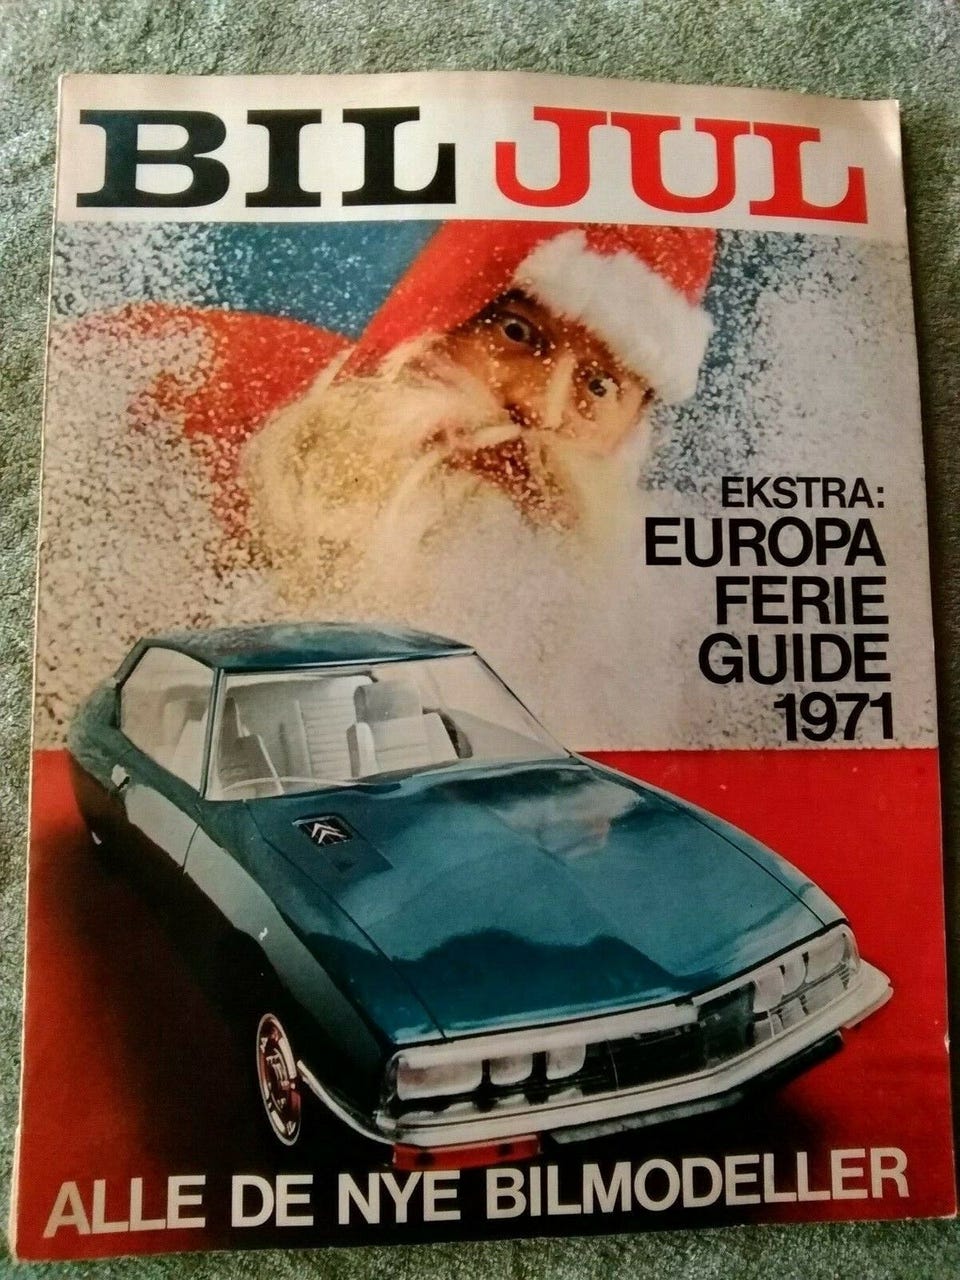 BIL JUL
EKSTRA:
EUROPA
FERIE
GUIDE
1971
ALLE DE NYE BILMODELLER